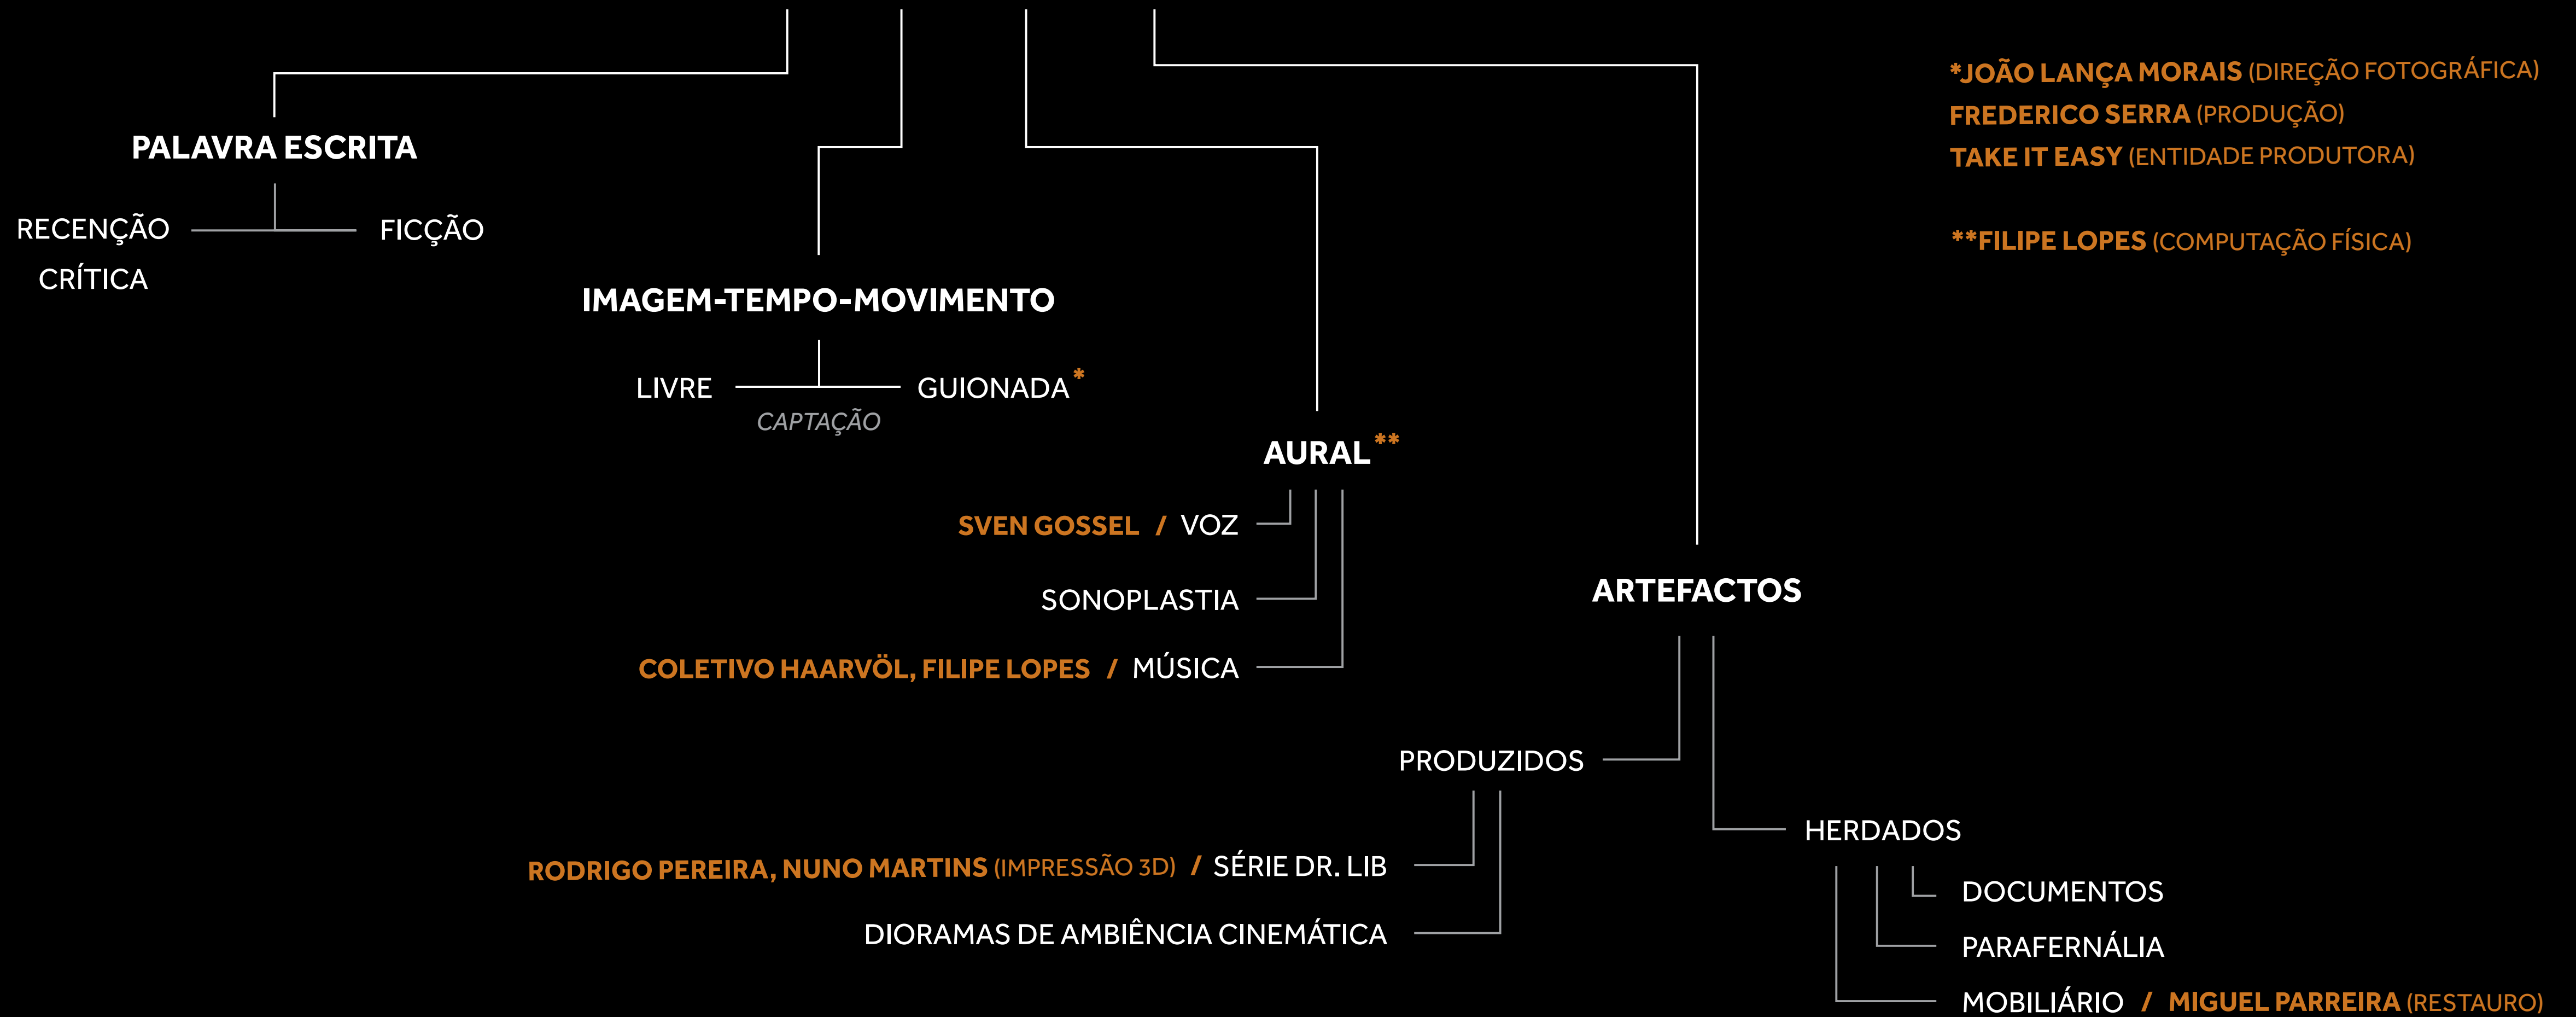 *JOÃO LANÇA MORAIS (DIREÇÃO FOTOGRÁFICA)
FREDERICO SERRA (PRODUÇÃO)
TAKE IT EASY (ENTIDADE PRODUTORA)
**FILIPE LOPES (COMPUTAÇÃO FÍSICA)
PALAVRA ESCRITA
RECENÇÃO FICÇÃO
CRÍTICA
IMAGEM-TEMPO-MOVIMENTO
LIVRE GUIONADA*
CAPTAÇÃO
AURAL**
SVEN GOSSEL / VOZ
SONOPLASTIA
COLETIVO HAARVÖL, FILIPE LOPES / MÚSICA
ARTEFACTOS
PRODUZIDOS
RODRIGO PEREIRA, NUNO MARTINS (IMPRESSÃO 3D) / SÉRIE DR. LIB
DIORAMAS DE AMBIÊNCIA CINEMÁTICA
HERDADOS
DOCUMENTOS
PARAFERNÁLIA
MOBILIÁRIO / MIGUEL PARREIRA (RESTAURO)